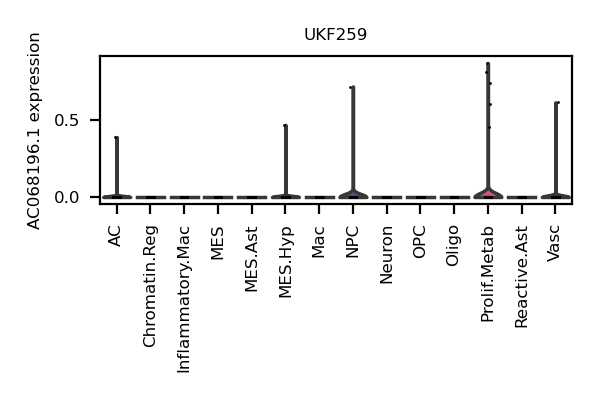 UKF259
AC068196.1 expression
0.5
0.0
AC
Chromatin.Reg
Inflammatory.Mac
MES
MES.Ast
MES.Hyp
Mac
NPC
Neuron
OPC
Oligo
Prolif.Metab
Reactive.Ast
Vasc